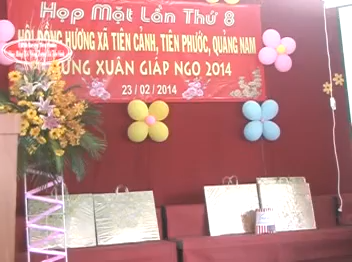 Họp Mặt Lần Thứ 8
HỘI ĐỒNG HƯƠNG XÃ TIÊN CẢNH, TIÊN PHƯỚC, QUẢNG NAM
XUÂN GIÁP NGỌ 2014
23 / 02 / 2014